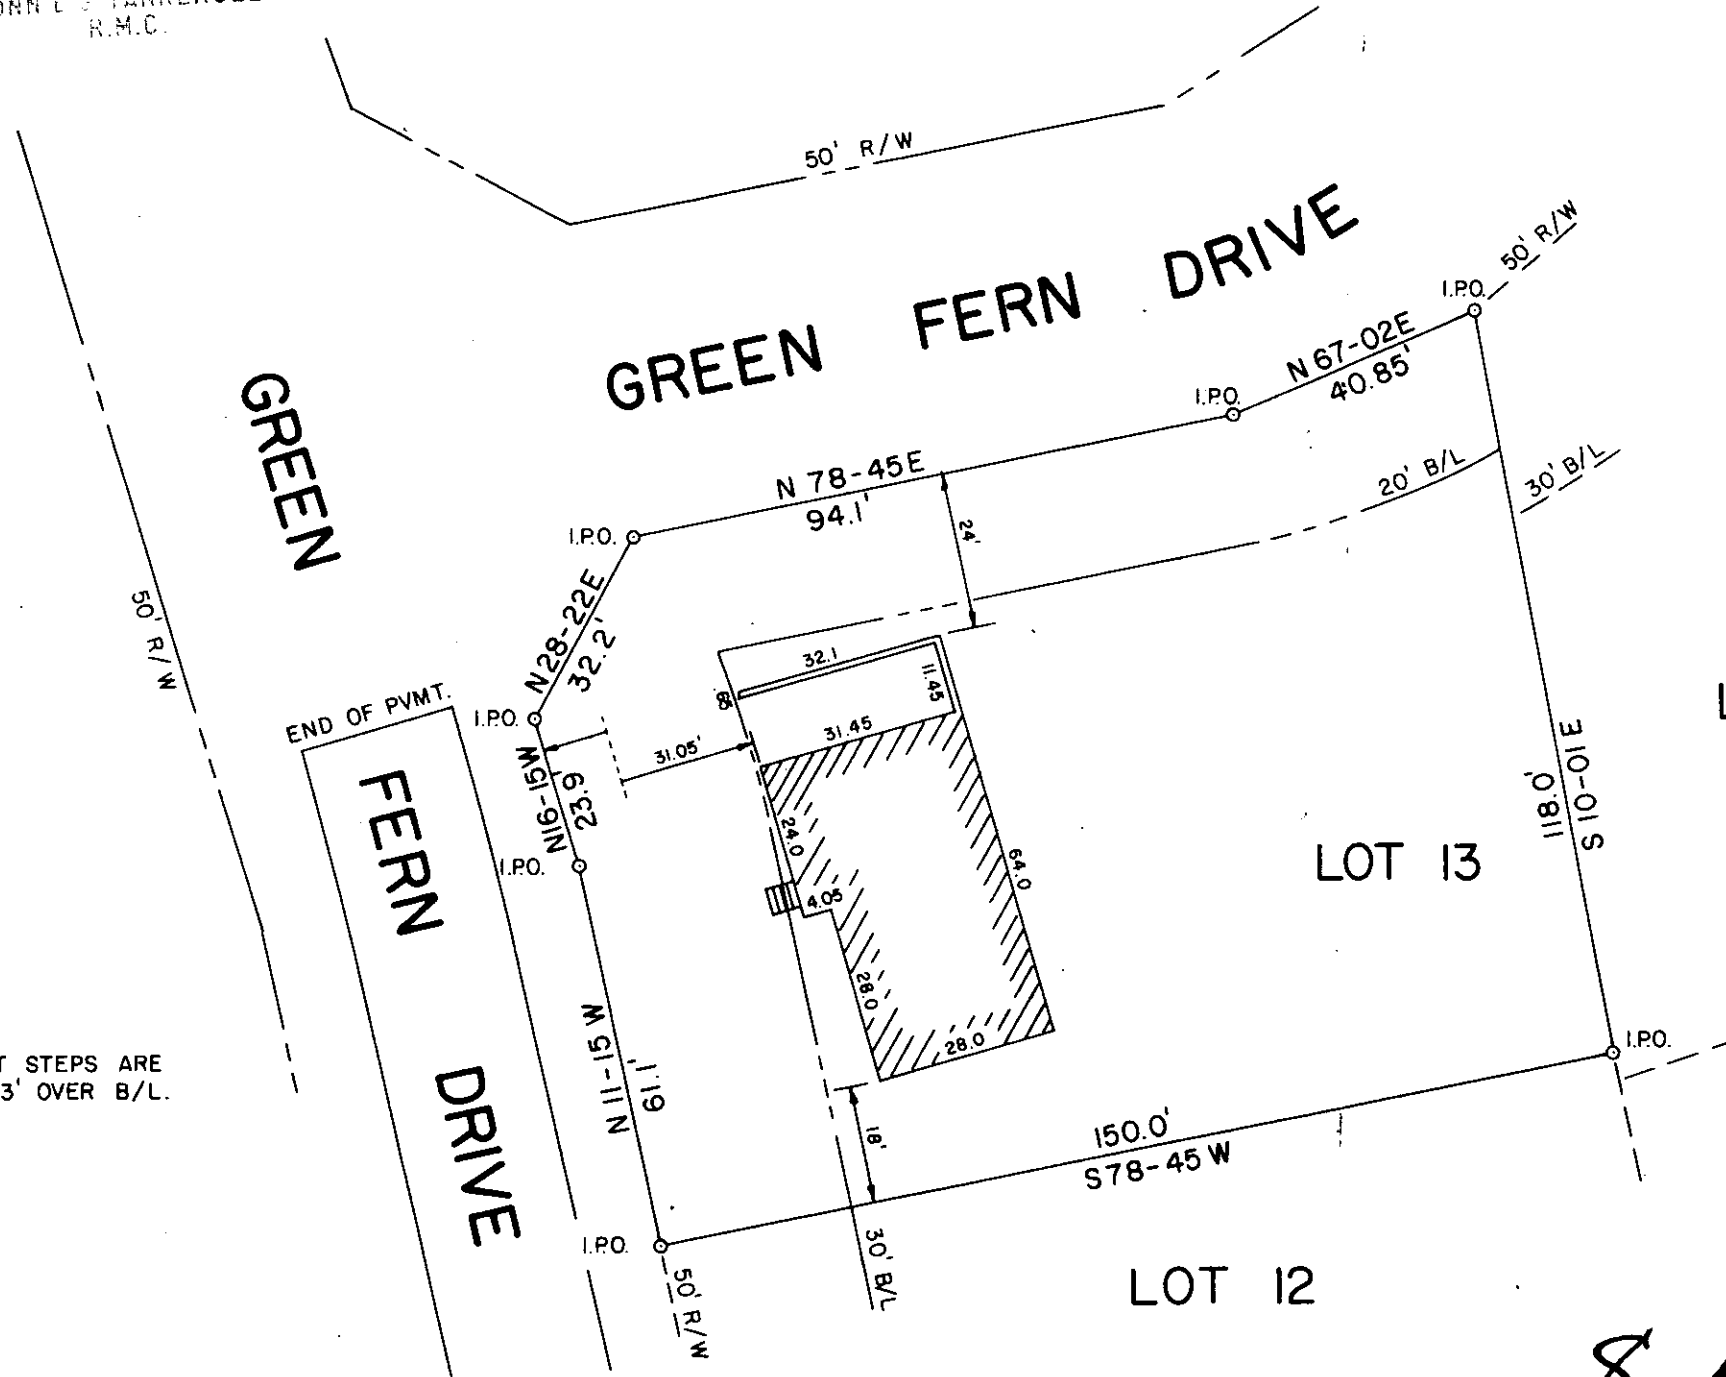 R.M.C.
50' R/W
GREEN FERN DRIVE
50' R/W
I.P.O.
N 67-02E
40.85'
I.P.O.
N 78-45E
94.1'
20' B/L
30' B/L
24'
I.P.O.
GREEN
50' R/W
N28-22E
32.2'
32.1
11.45
31.45
END OF PVMT.
I.P.O.
31.05'
N16-15W
23.9'
FERN
24.0
64.0
LOT 13
118.0'
S 10-01E
I.P.O.
4.05
28.0
28.0
N 11-15 W
61.1'
STEPS ARE
3' OVER B/L.
DRIVE
18'
150.0'
S78-45 W
I.P.O.
I.P.O.
50' R/W
30' B/L
LOT 12
8